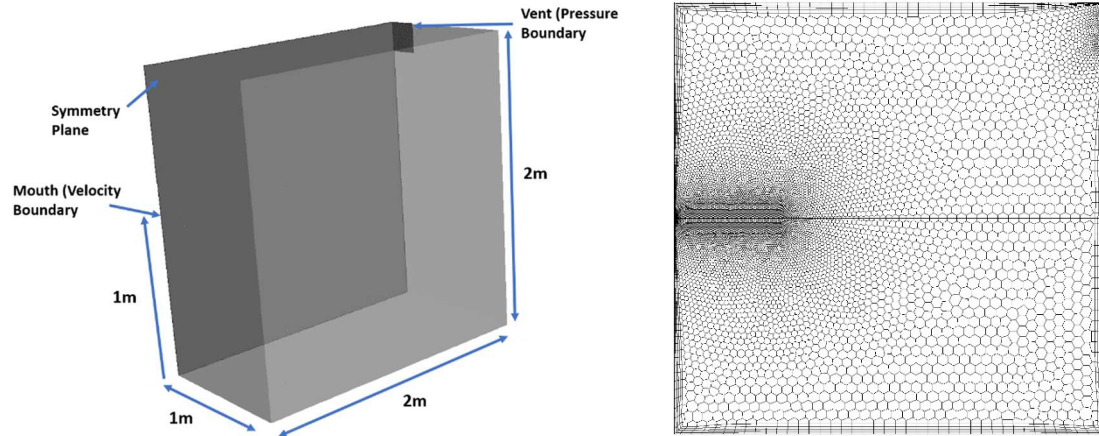 Vent (Pressure
Boundary
Symmetry
Plane
Mouth (Velocity
Boundary
2m
1m
1m
2m